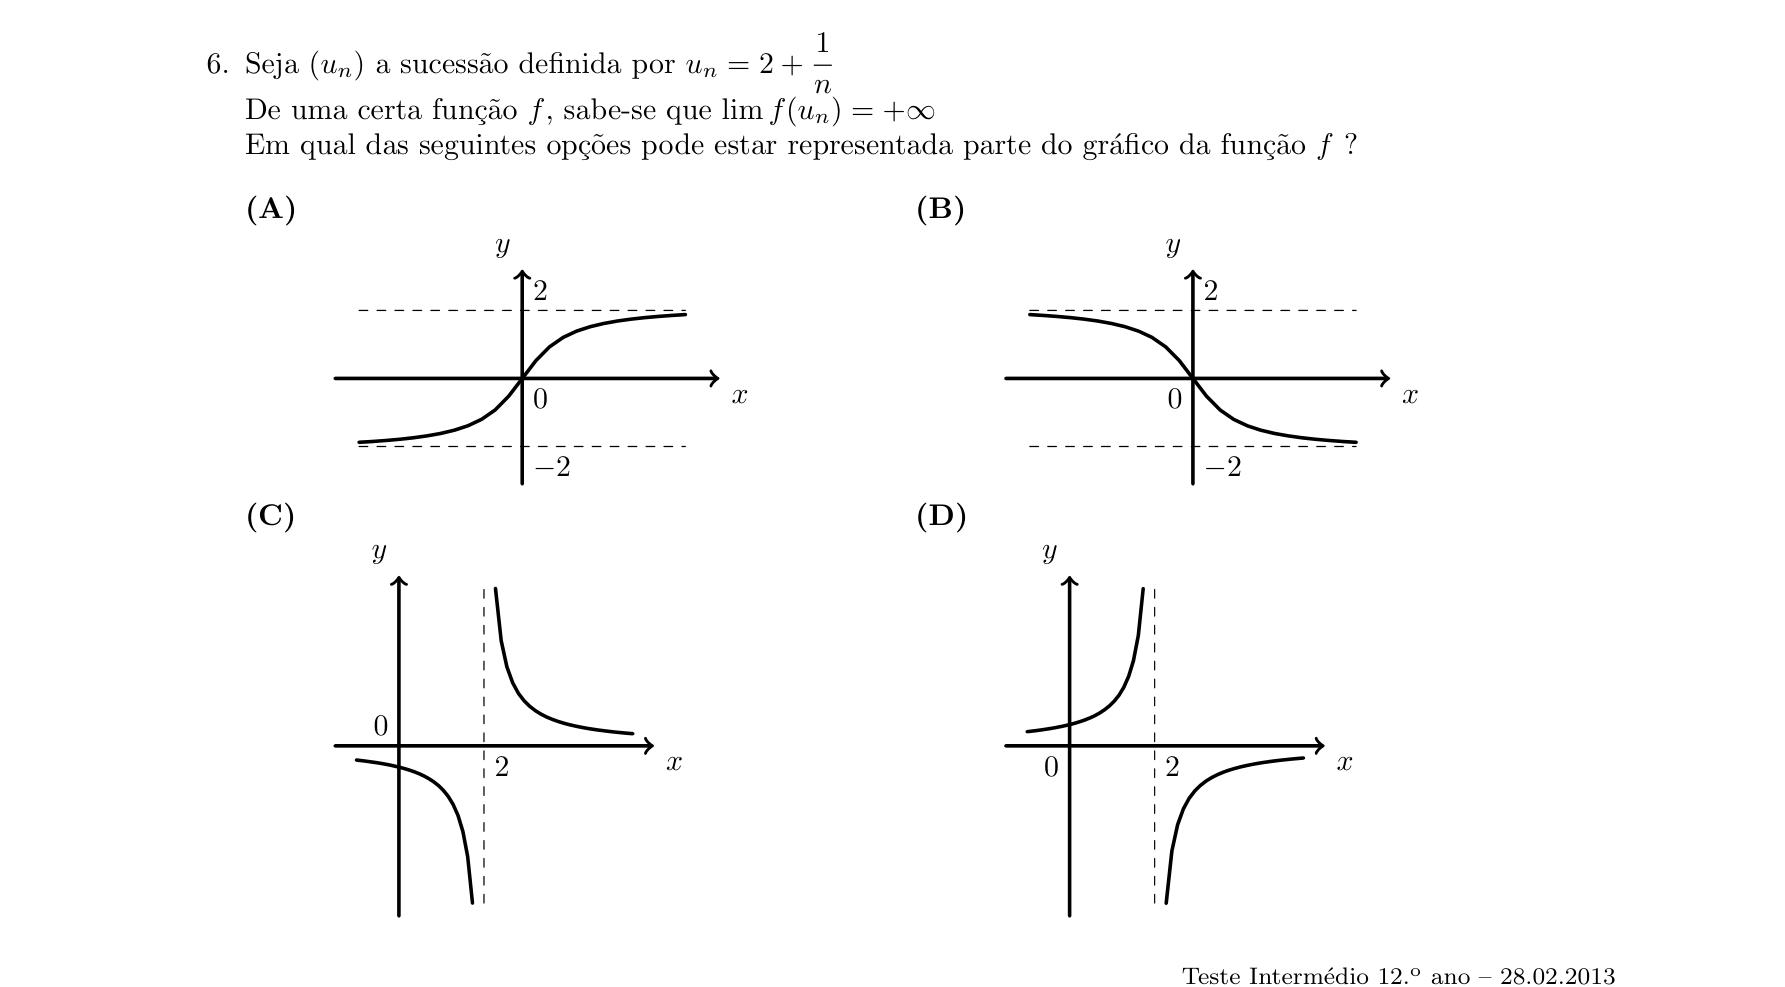 6. Seja (uₙ) a sucessão definida por uₙ = 2 + 1/n
De uma certa função f, sabe-se que lim f(uₙ) = +∞
Em qual das seguintes opções pode estar representada parte do gráfico da função f ?
(A)
y
2
0
x
−2
(B)
y
2
0
x
−2
(C)
y
0
2
x
(D)
y
0
2
x
Teste Intermédio 12.º ano – 28.02.2013